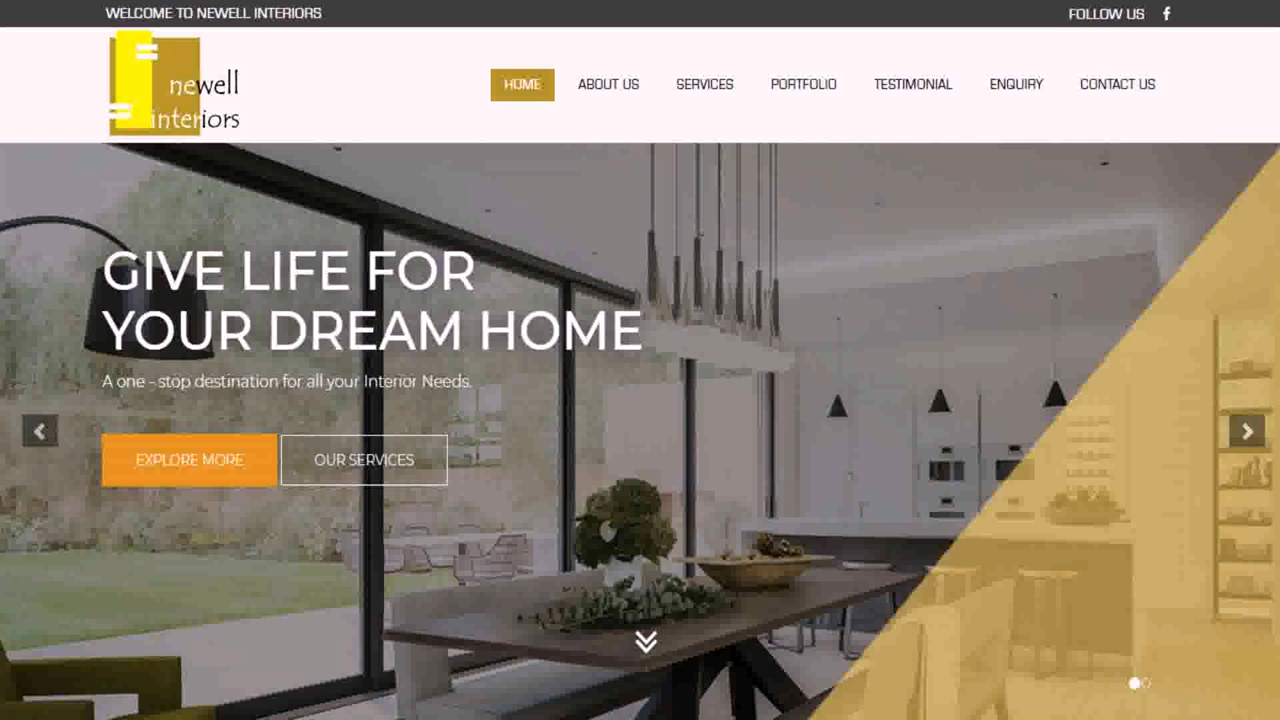 WELCOME TO NEWELL INTERIORS
FOLLOW US
newell
interiors
HOME
ABOUT US
SERVICES
PORTFOLIO
TESTIMONIAL
ENQUIRY
CONTACT US
GIVE LIFE FOR
YOUR DREAM HOME
A one - stop destination for all your Interior Needs.
EXPLORE MORE
OUR SERVICES